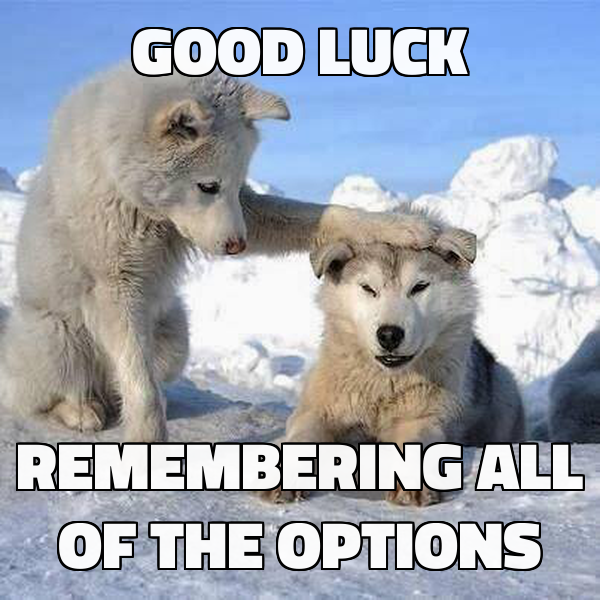 GOOD LUCK
REMEMBERING ALL
OF THE OPTIONS